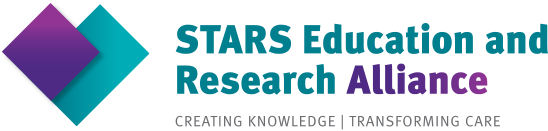 STARS Education and
Research Alliance
CREATING KNOWLEDGE | TRANSFORMING CARE